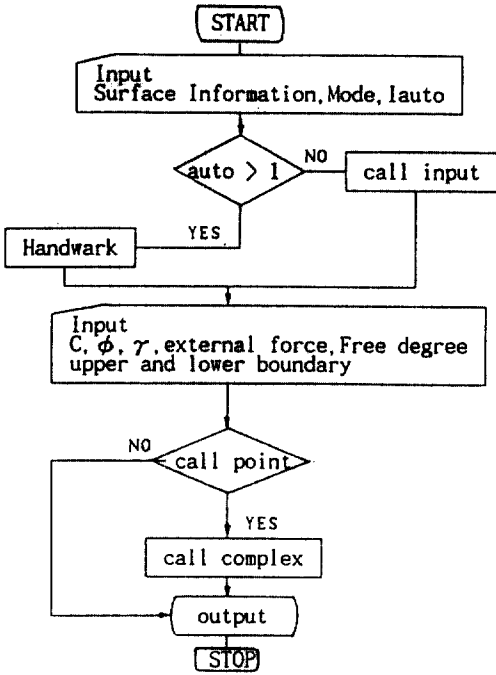 START
Input
Surface Information, Mode, Iauto
auto > 1
NO
call input
YES
Handwark
Input
C, ϕ, γ, external force, Free degree
upper and lower boundary
NO
call point
YES
call complex
output
STOP